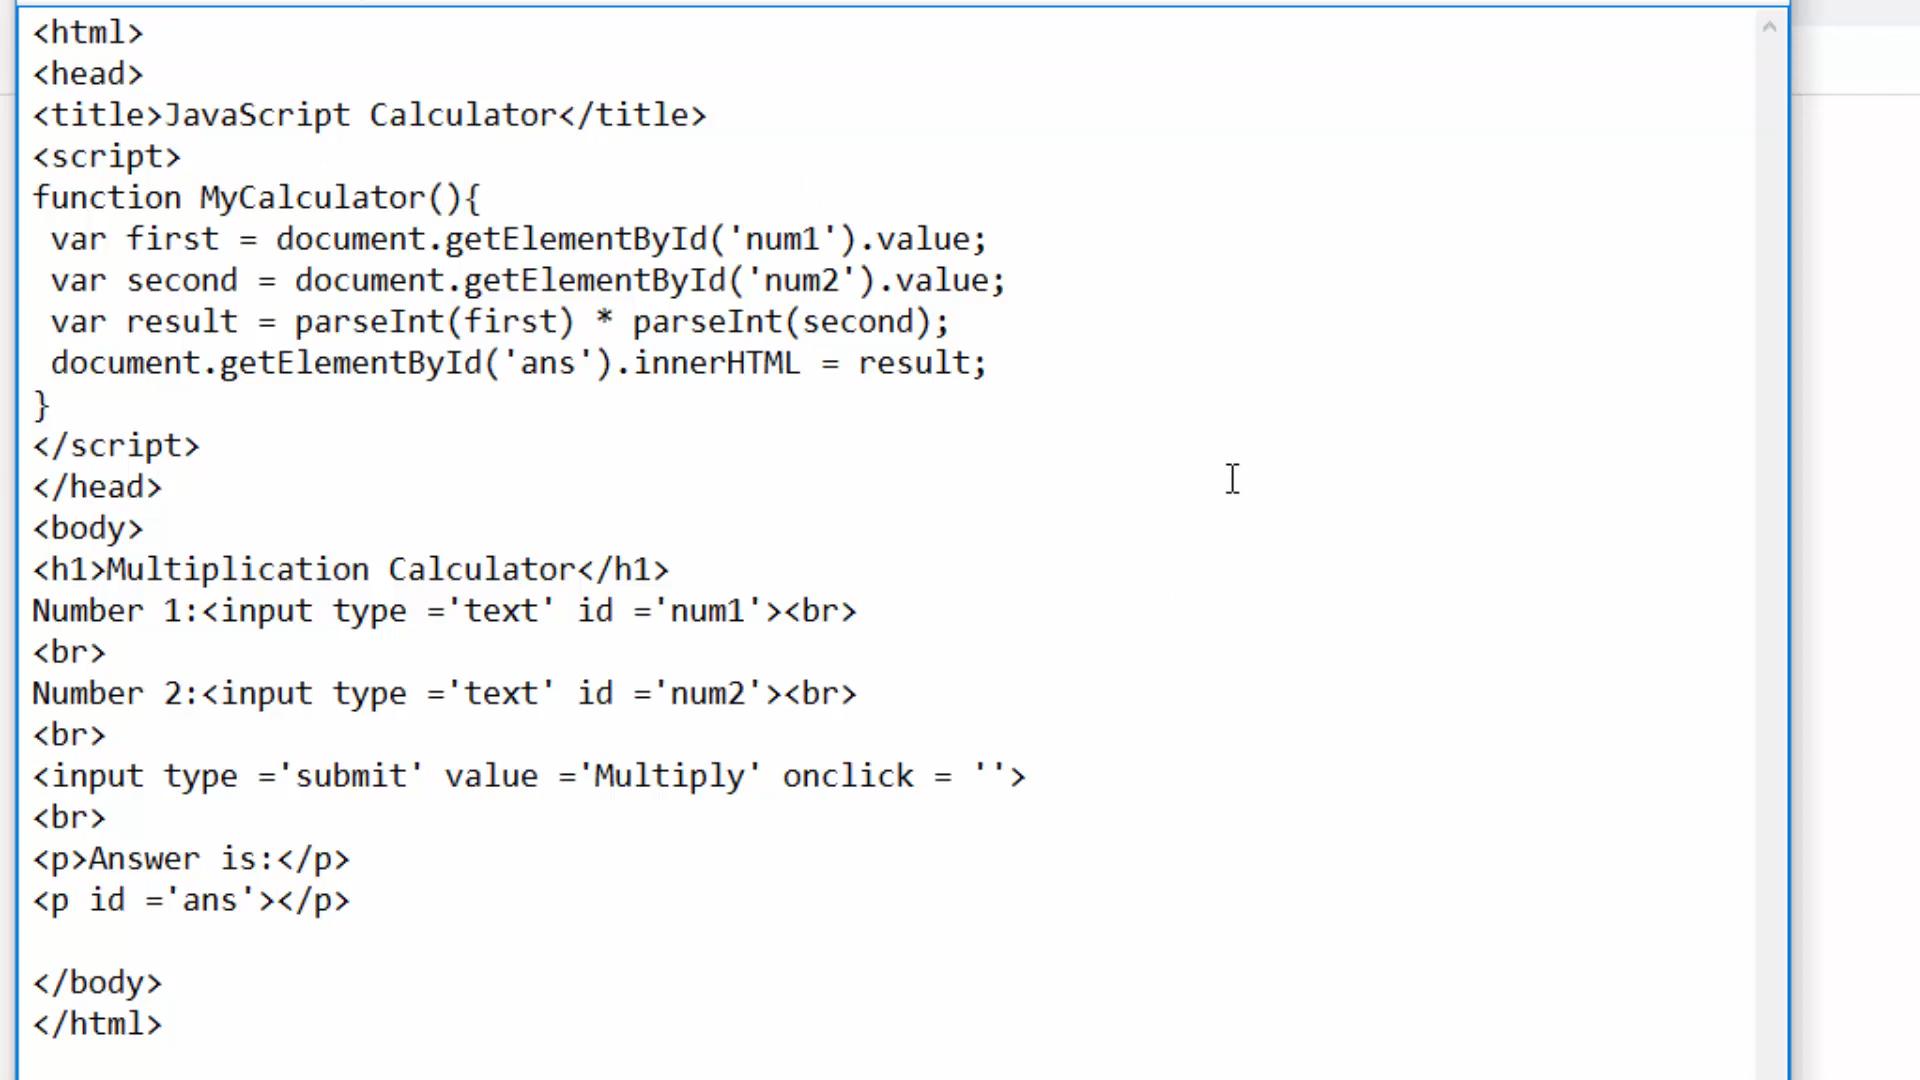 <html>
<head>
<title>JavaScript Calculator</title>
<script>
function MyCalculator(){
 var first = document.getElementById('num1').value;
 var second = document.getElementById('num2').value;
 var result = parseInt(first) * parseInt(second);
 document.getElementById('ans').innerHTML = result;
}
</script>
</head>
<body>
<h1>Multiplication Calculator</h1>
Number 1:<input type ='text' id ='num1'><br>
<br>
Number 2:<input type ='text' id ='num2'><br>
<br>
<input type ='submit' value ='Multiply' onclick = ''>
<br>
<p>Answer is:</p>
<p id ='ans'></p>

</body>
</html>